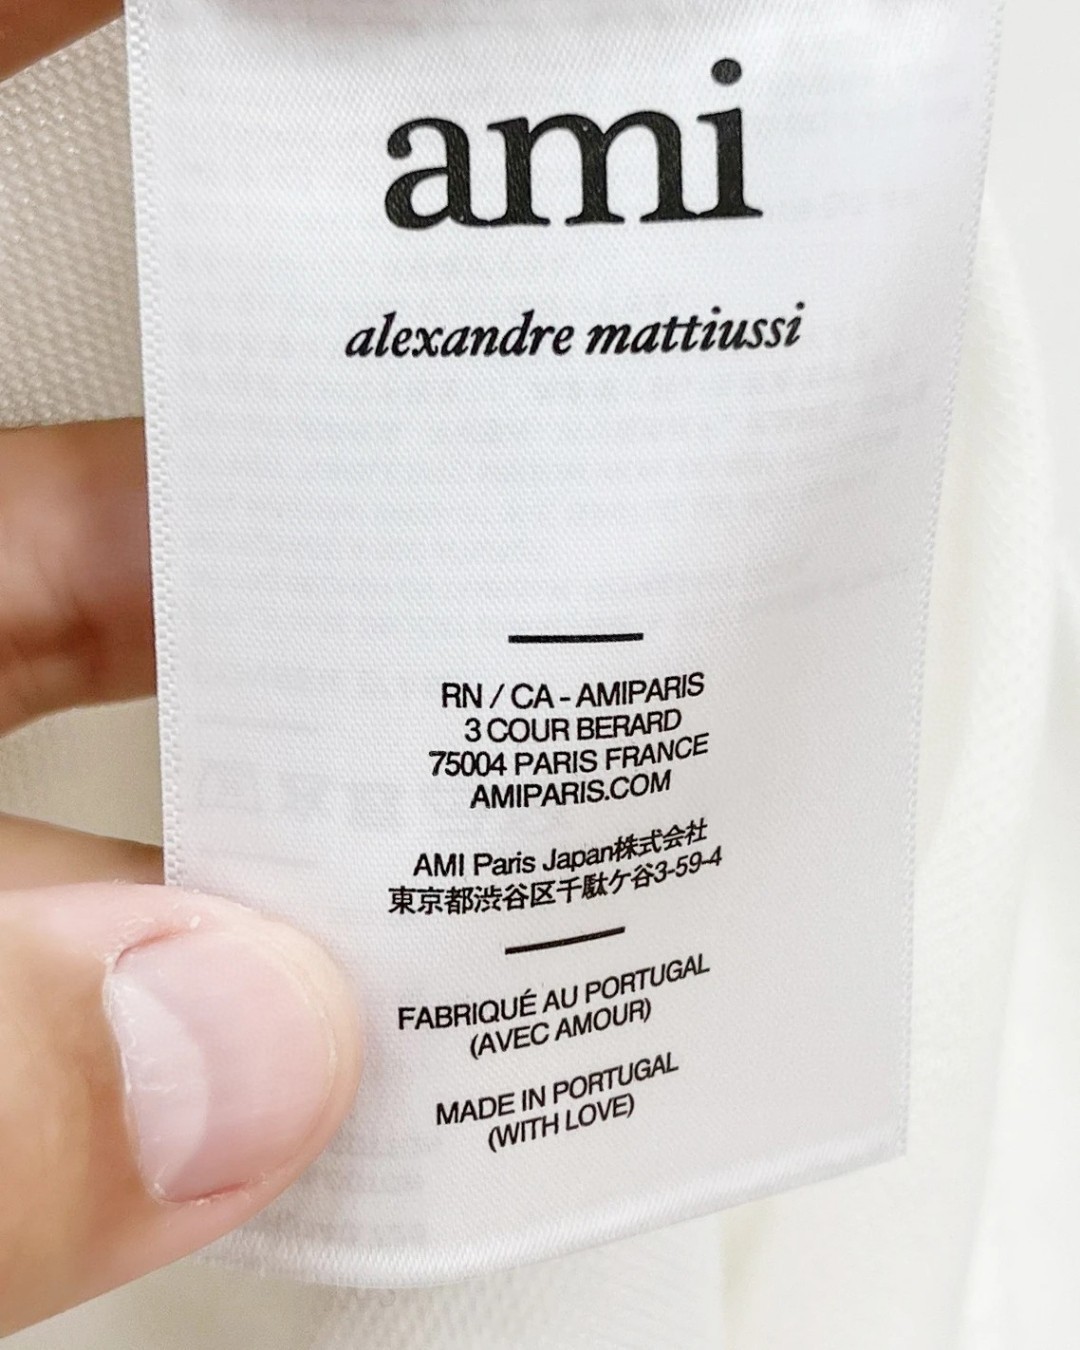 ami
alexandre mattiussi
RN / CA - AMIPARIS
3 COUR BERARD
75004 PARIS FRANCE
AMIPARIS.COM
AMI Paris Japan株式会社
東京都渋谷区千駄ケ谷3-59-4
FABRIQUÉ AU PORTUGAL
(AVEC AMOUR)
MADE IN PORTUGAL
(WITH LOVE)